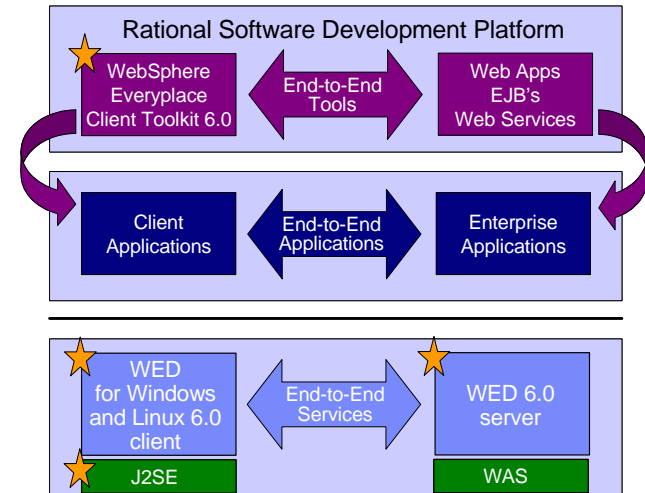 Rational Software Development Platform
WebSphere
Everyplace
Client Toolkit 6.0
End-to-End
Tools
Web Apps
EJB's
Web Services
Client
Applications
End-to-End
Applications
Enterprise
Applications
WED
for Windows
and Linux 6.0
client
End-to-End
Services
WED 6.0
server
J2SE
WAS